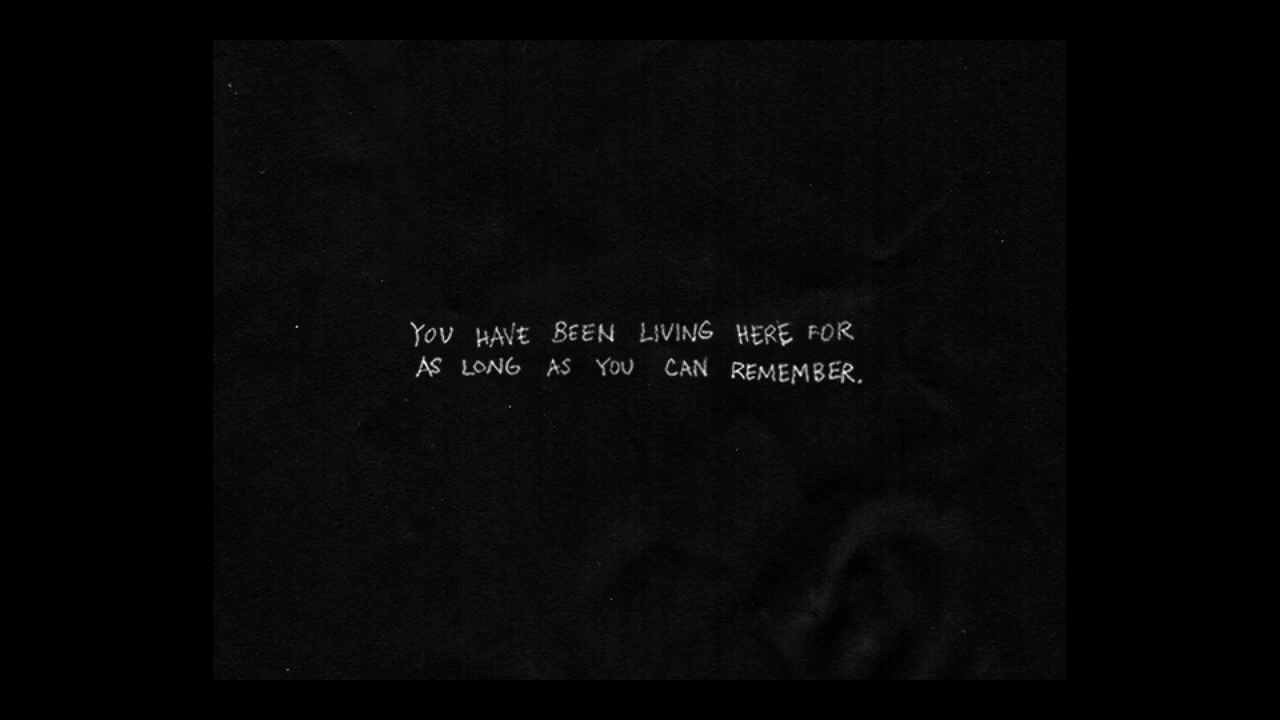 YOU HAVE BEEN LIVING HERE FOR
AS LONG AS YOU CAN REMEMBER.